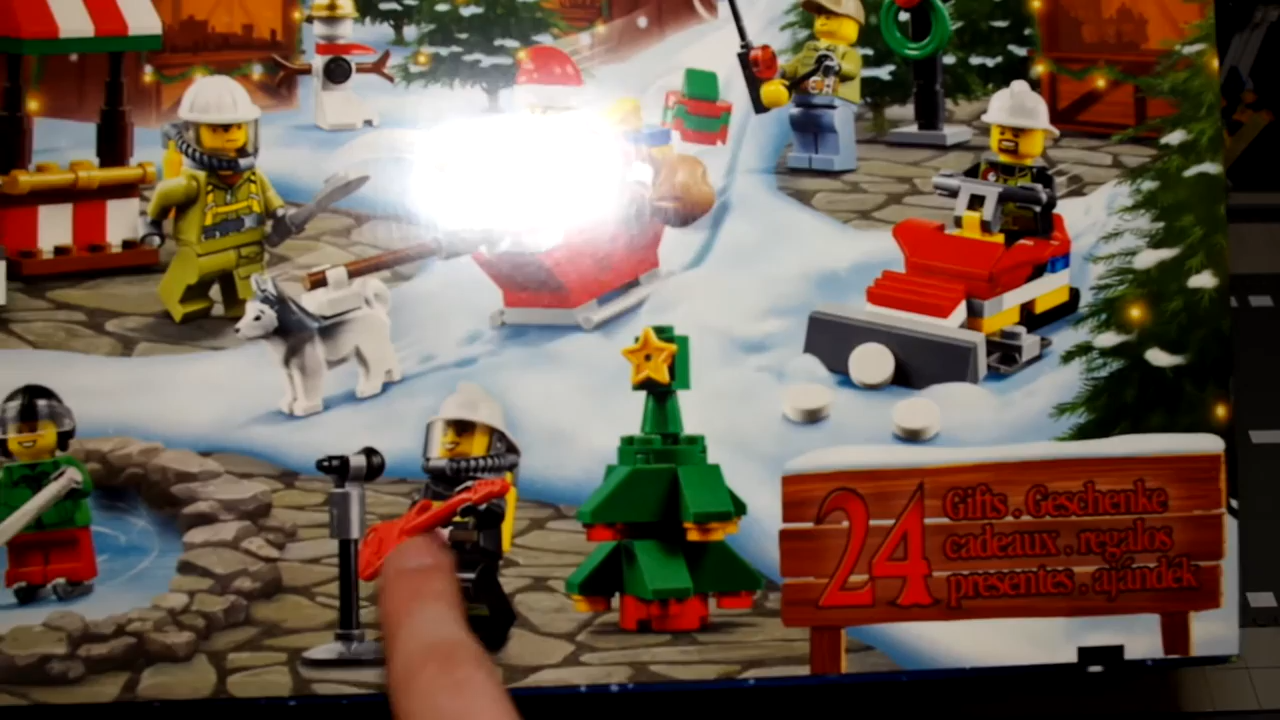 24
Gifts . Geschenke
cadeaux . regalos
presentes . ajándék